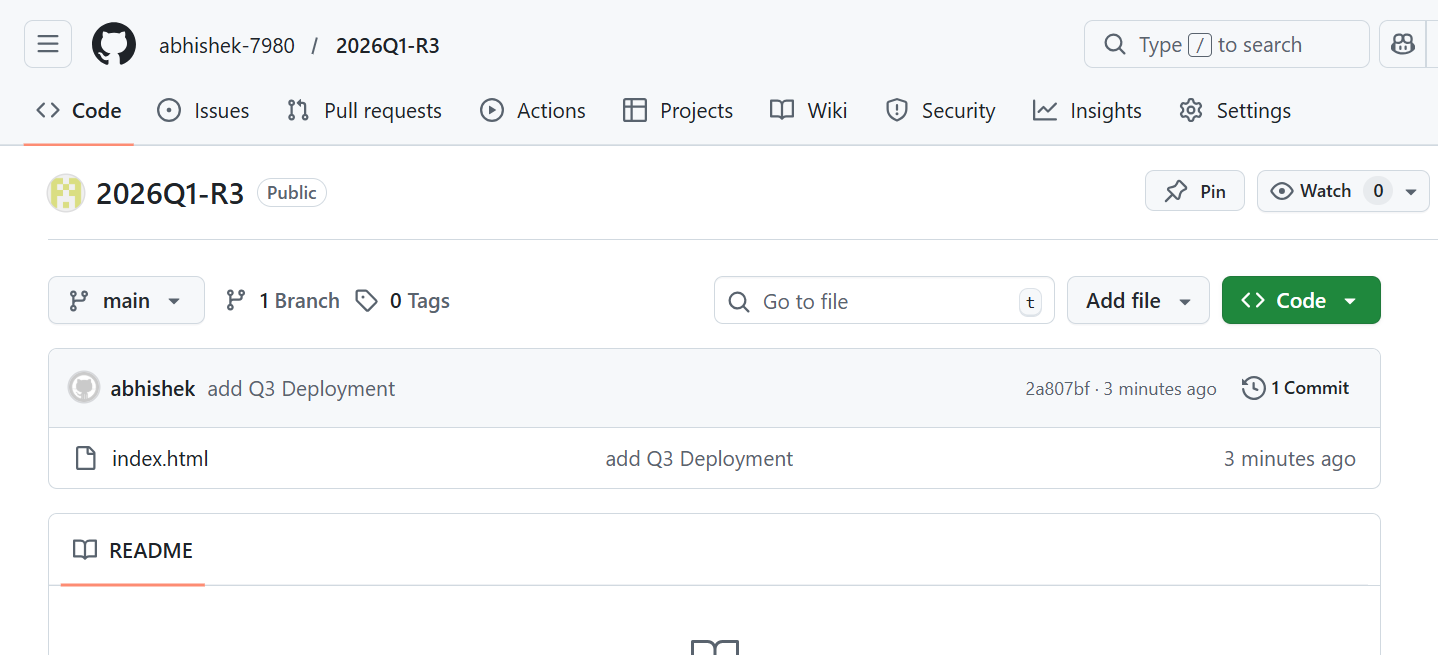 abhishek-7980 / 2026Q1-R3 Type / to search
Code Issues Pull requests Actions Projects Wiki Security Insights Settings
2026Q1-R3 Public Pin Watch 0
main 1 Branch 0 Tags Go to file t Add file Code
abhishek add Q3 Deployment 2a807bf · 3 minutes ago 1 Commit
index.html add Q3 Deployment 3 minutes ago
README